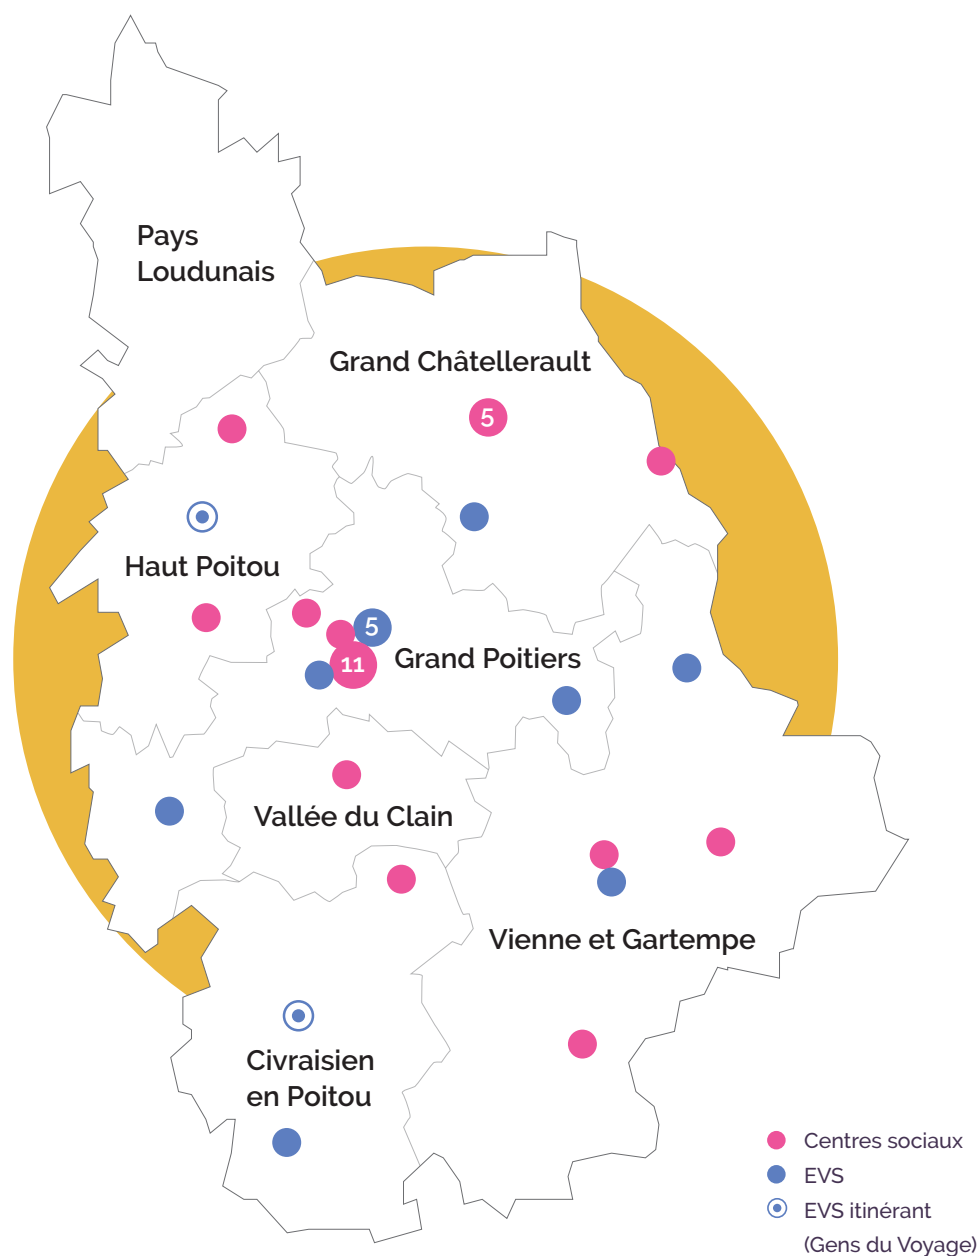 Pays
Loudunais
Grand Châtellerault
5
Haut Poitou
5
11
Grand Poitiers
Vallée du Clain
Vienne et Gartempe
Civraisien
en Poitou
Centres sociaux
EVS
EVS itinérant
(Gens du Voyage)